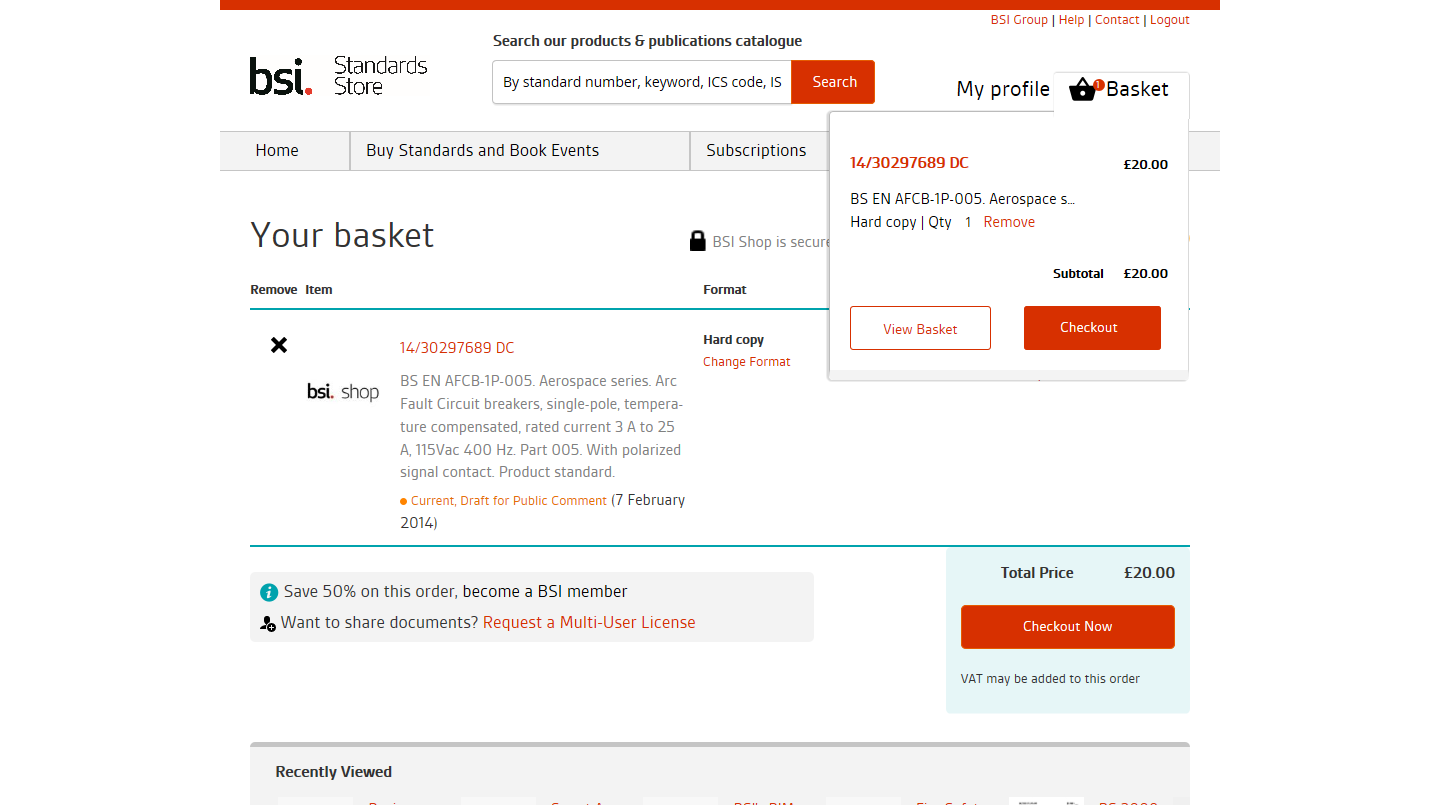 BSI Group | Help | Contact | Logout
Search our products & publications catalogue
bsi. Standards Store
By standard number, keyword, ICS code, IS
Search
My profile
1
Basket
Home
Buy Standards and Book Events
Subscriptions
14/30297689 DC
£20.00
BS EN AFCB-1P-005. Aerospace s...
Hard copy | Qty 1 Remove
Subtotal £20.00
View Basket
Checkout
Your basket
BSI Shop is secure
Remove Item
Format
14/30297689 DC
bsi. shop
BS EN AFCB-1P-005. Aerospace series. Arc
Fault Circuit breakers, single-pole, tempera-
ture compensated, rated current 3 A to 25
A, 115Vac 400 Hz. Part 005. With polarized
signal contact. Product standard.
Current, Draft for Public Comment (7 February
2014)
Hard copy
Change Format
Save 50% on this order, become a BSI member
Want to share documents? Request a Multi-User License
Total Price £20.00
Checkout Now
VAT may be added to this order
Recently Viewed